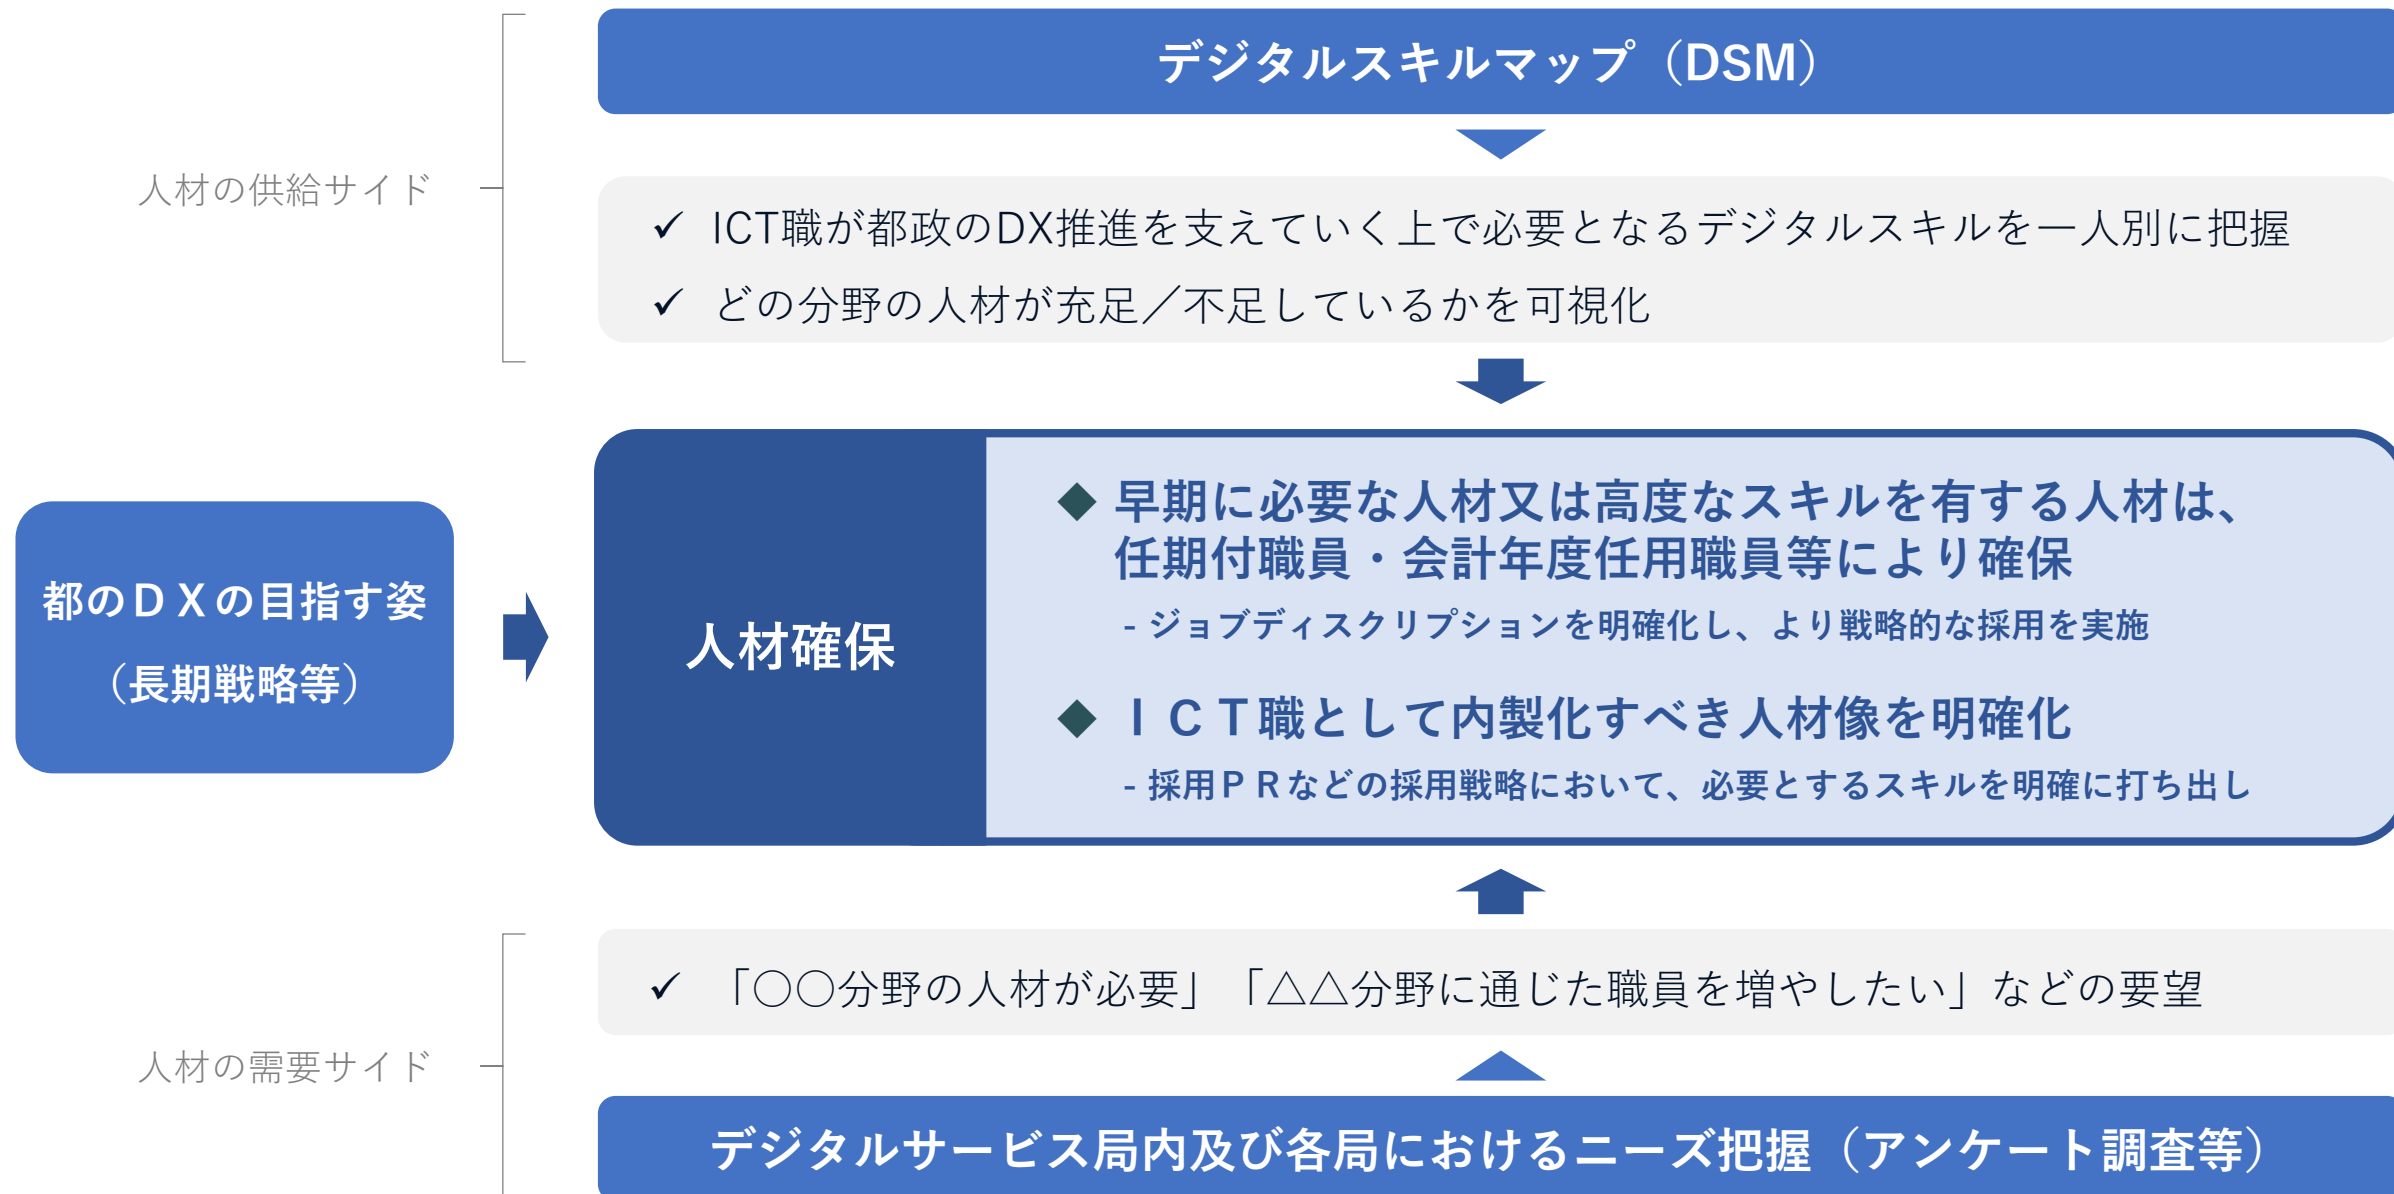 デジタルスキルマップ（DSM）
人材の供給サイド
✓ ICT職が都政のDX推進を支えていく上で必要となるデジタルスキルを一人別に把握
✓ どの分野の人材が充足／不足しているかを可視化
都のＤＸの目指す姿
（長期戦略等）
人材確保
◆ 早期に必要な人材又は高度なスキルを有する人材は、
任期付職員・会計年度任用職員等により確保
- ジョブディスクリプションを明確化し、より戦略的な採用を実施
◆ ＩＣＴ職として内製化すべき人材像を明確化
- 採用ＰＲなどの採用戦略において、必要とするスキルを明確に打ち出し
✓ 「○○分野の人材が必要」「△△分野に通じた職員を増やしたい」などの要望
人材の需要サイド
デジタルサービス局内及び各局におけるニーズ把握（アンケート調査等）